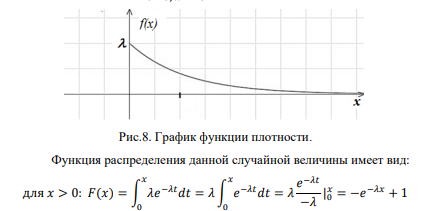 f(x)
λ
x
Рис.8. График функции плотности.
Функция распределения данной случайной величины имеет вид:
для x > 0: F(x) = ∫₀ˣ λe^{−λt}dt = λ ∫₀ˣ e^{−λt}dt = λ e^{−λt}/−λ |₀ˣ = −e^{−λx} + 1